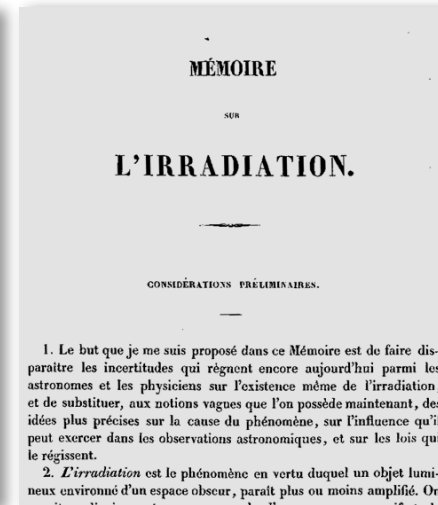 MÉMOIRE
SUR
L'IRRADIATION.
CONSIDÉRATIONS PRÉLIMINAIRES.
1. Le but que je me suis proposé dans ce Mémoire est de faire dis-
paraître les incertitudes qui règnent encore aujourd'hui parmi les
astronomes et les physiciens sur l'existence même de l'irradiation,
et de substituer, aux notions vagues que l'on possède maintenant, des
idées plus précises sur la cause du phénomène, sur l'influence qu'il
peut exercer dans les observations astronomiques, et sur les lois qui
le régissent.
2. L'irradiation est le phénomène en vertu duquel un objet lumi-
neux environné d'un espace obscur, paraît plus ou moins amplifié. On